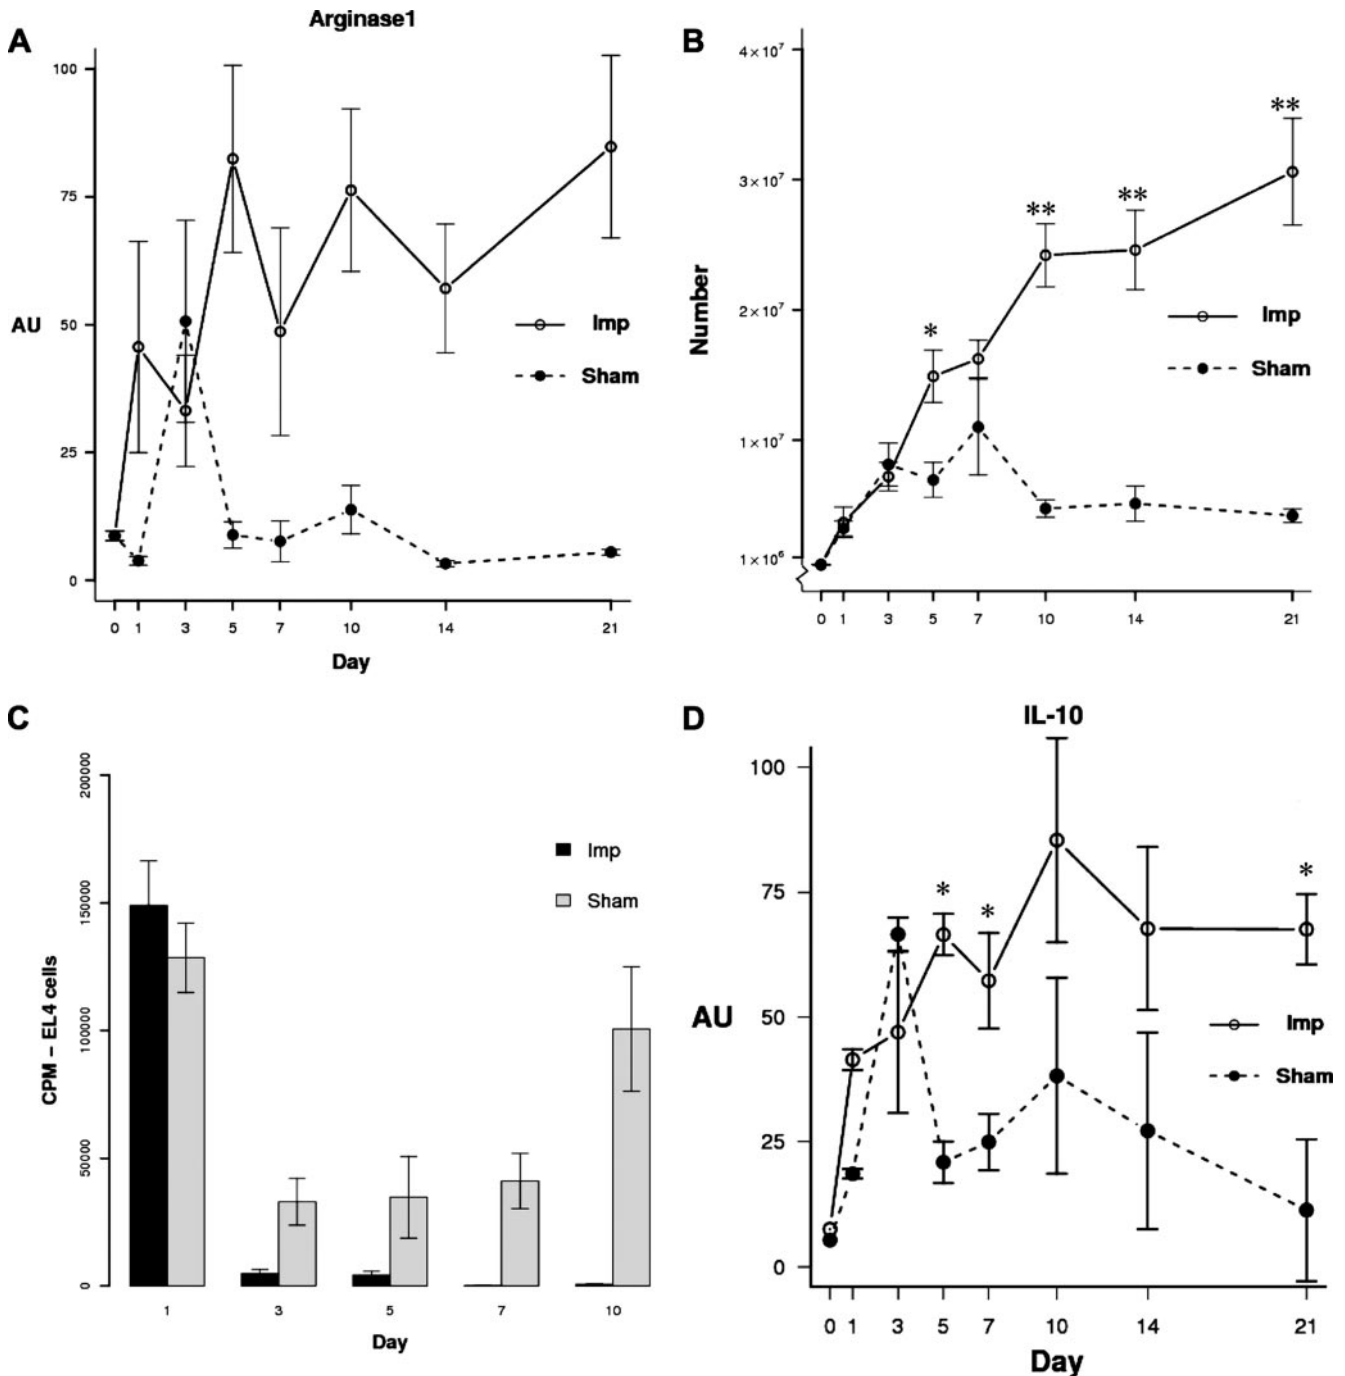 A
Arginase1
100
75
50
25
0
AU
Imp
Sham
0 1 3 5 7 10 14 21
Day
B
4×10⁷
3×10⁷
2×10⁷
1×10⁷
1×10⁶
Number
*
**
**
**
Imp
Sham
0 1 3 5 7 10 14 21
C
200000
150000
100000
50000
0
CPM – EL4 cells
Imp
Sham
1 3 5 7 10
Day
D
IL-10
100
75
50
25
0
AU
*
*
*
Imp
Sham
0 1 3 5 7 10 14 21
Day